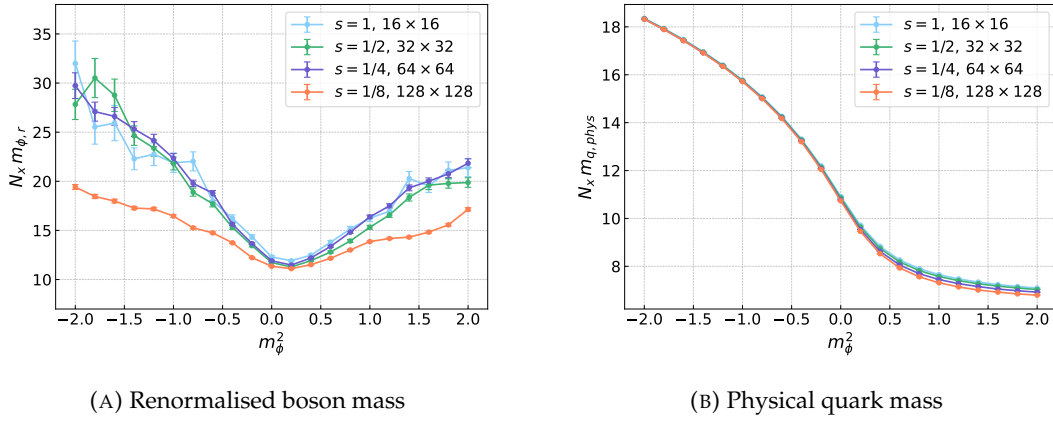 s = 1, 16 × 16
s = 1/2, 32 × 32
s = 1/4, 64 × 64
s = 1/8, 128 × 128
35
30
25
20
15
10
N_x m_{ϕ,r}
−2.0 −1.5 −1.0 −0.5 0.0 0.5 1.0 1.5 2.0
m_ϕ^2
(A) Renormalised boson mass
s = 1, 16 × 16
s = 1/2, 32 × 32
s = 1/4, 64 × 64
s = 1/8, 128 × 128
18
16
14
12
10
8
N_x m_{q,phys}
−2.0 −1.5 −1.0 −0.5 0.0 0.5 1.0 1.5 2.0
m_ϕ^2
(B) Physical quark mass